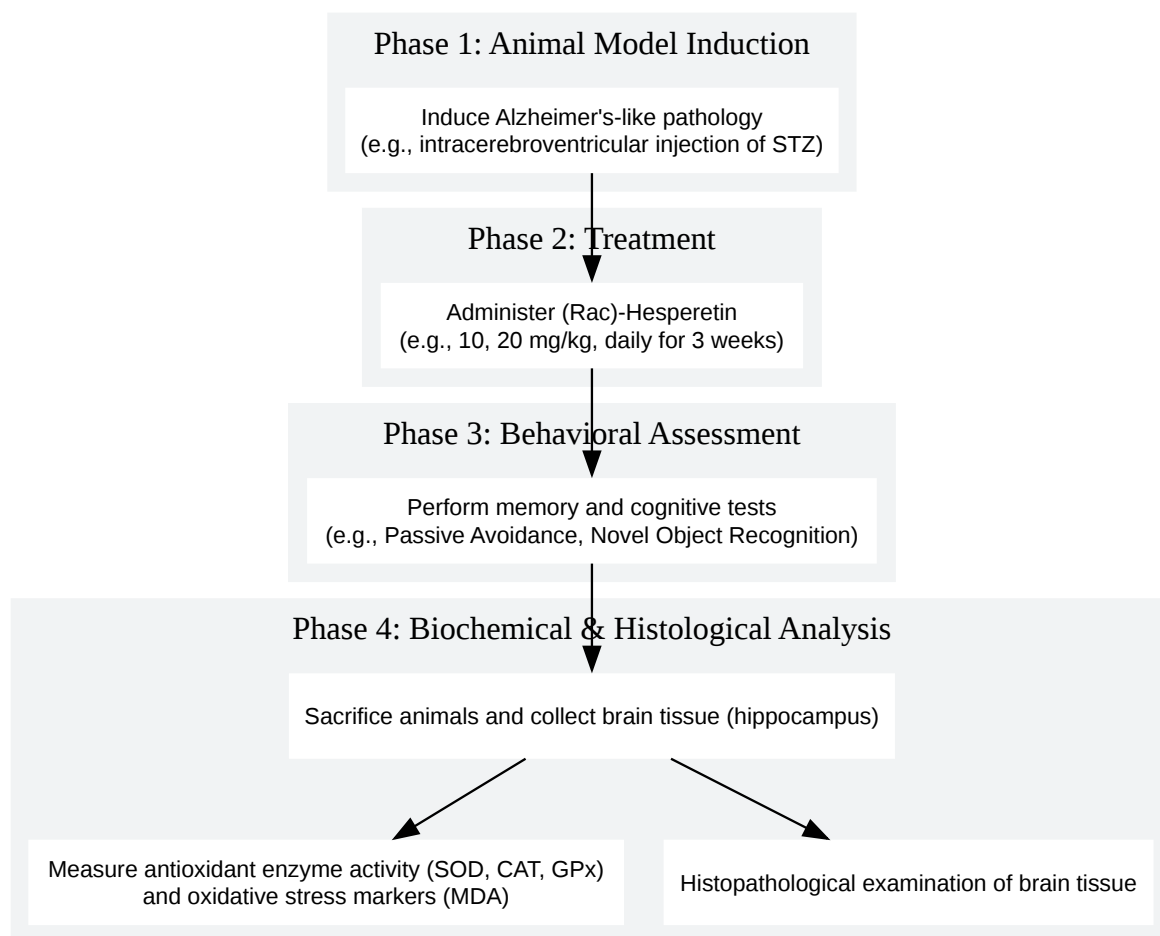 Phase 1: Animal Model Induction
Induce Alzheimer's-like pathology
(e.g., intracerebroventricular injection of STZ)
Phase 2: Treatment
Administer (Rac)-Hesperetin
(e.g., 10, 20 mg/kg, daily for 3 weeks)
Phase 3: Behavioral Assessment
Perform memory and cognitive tests
(e.g., Passive Avoidance, Novel Object Recognition)
Phase 4: Biochemical & Histological Analysis
Sacrifice animals and collect brain tissue (hippocampus)
Measure antioxidant enzyme activity (SOD, CAT, GPx)
and oxidative stress markers (MDA)
Histopathological examination of brain tissue